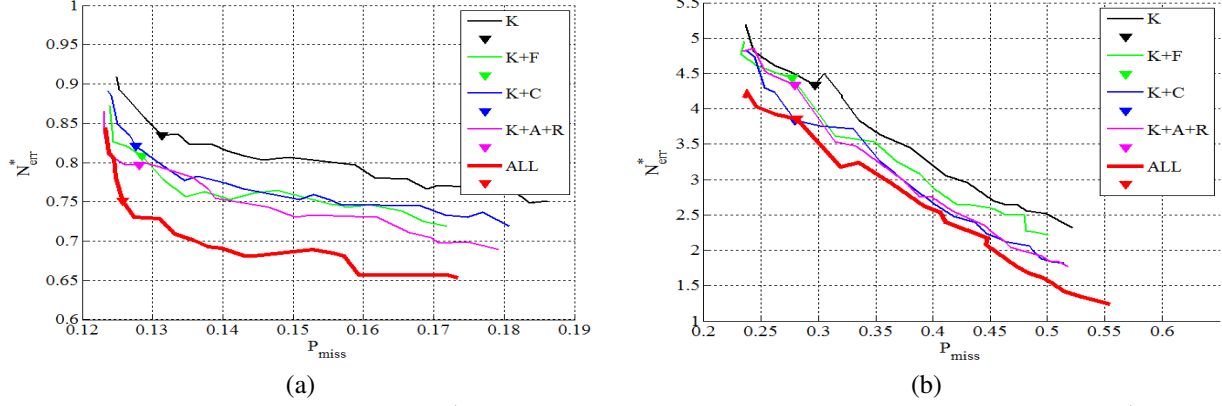 1
0.95
0.9
0.85
0.8
0.75
0.7
0.65
0.6
N*err
0.12 0.13 0.14 0.15 0.16 0.17 0.18 0.19
Pmiss
K
K+F
K+C
K+A+R
ALL
(a)
5.5
5
4.5
4
3.5
3
2.5
2
1.5
1
N*err
0.2 0.25 0.3 0.35 0.4 0.45 0.5 0.55 0.6
Pmiss
K
K+F
K+C
K+A+R
ALL
(b)